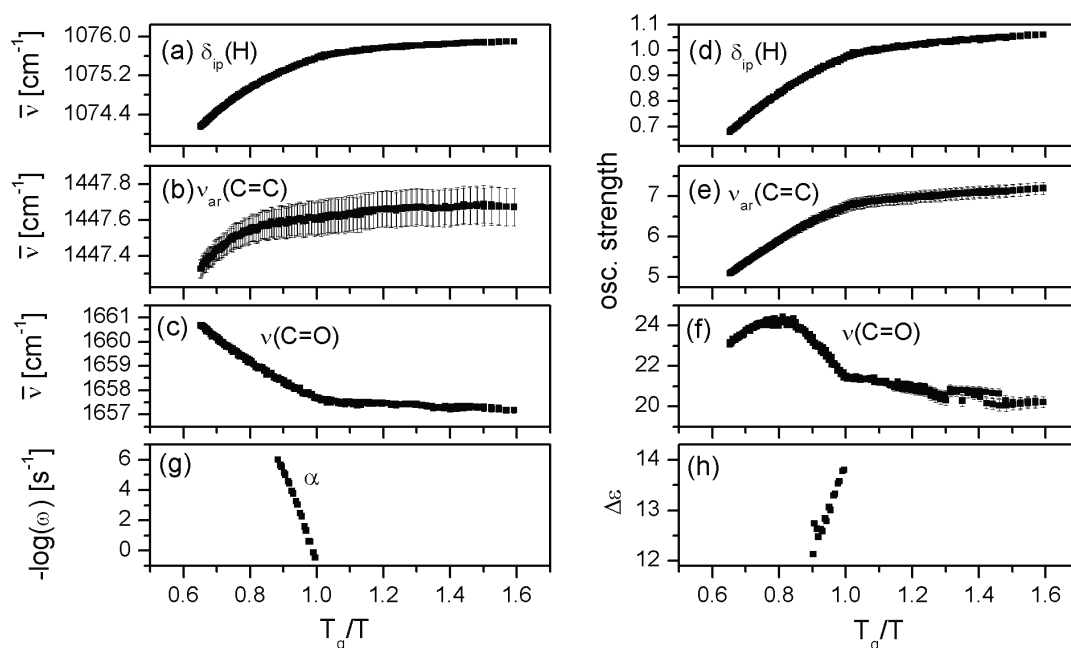 ν̅ [cm⁻¹]
1076.0
1075.2
1074.4
(a) δip(H)
ν̅ [cm⁻¹]
1447.8
1447.6
1447.4
(b) νar(C=C)
ν̅ [cm⁻¹]
1661
1660
1659
1658
1657
(c)
ν(C=O)
-log(ω) [s⁻¹]
6
4
2
0
(g)
α
0.6 0.8 1.0 1.2 1.4 1.6
Tg/T
osc. strength
1.1
1.0
0.9
0.8
0.7
(d) δip(H)
7
6
5
(e) νar(C=C)
24
22
20
(f)
ν(C=O)
Δε
14
13
12
(h)
0.6 0.8 1.0 1.2 1.4 1.6
Tg/T